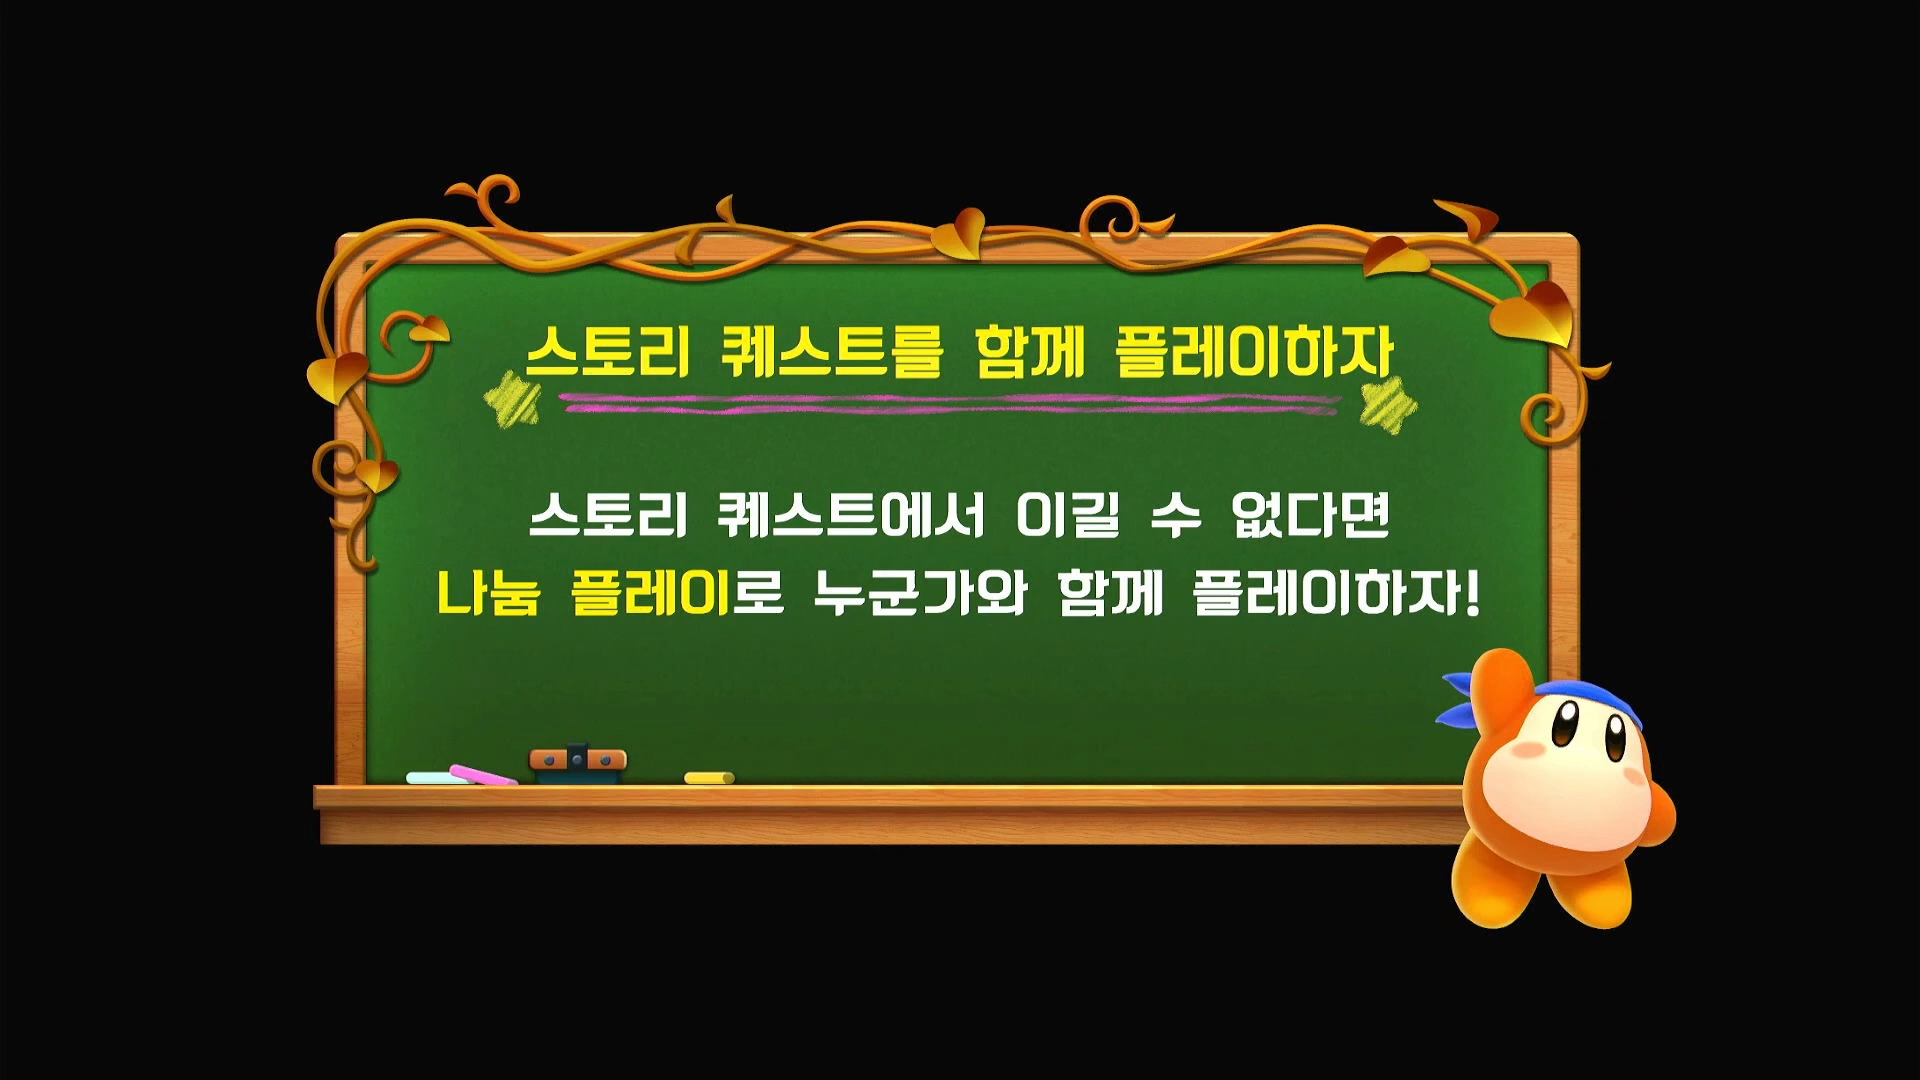 스토리 퀘스트를 함께 플레이하자
스토리 퀘스트에서 이길 수 없다면
나눔 플레이로 누군가와 함께 플레이하자!